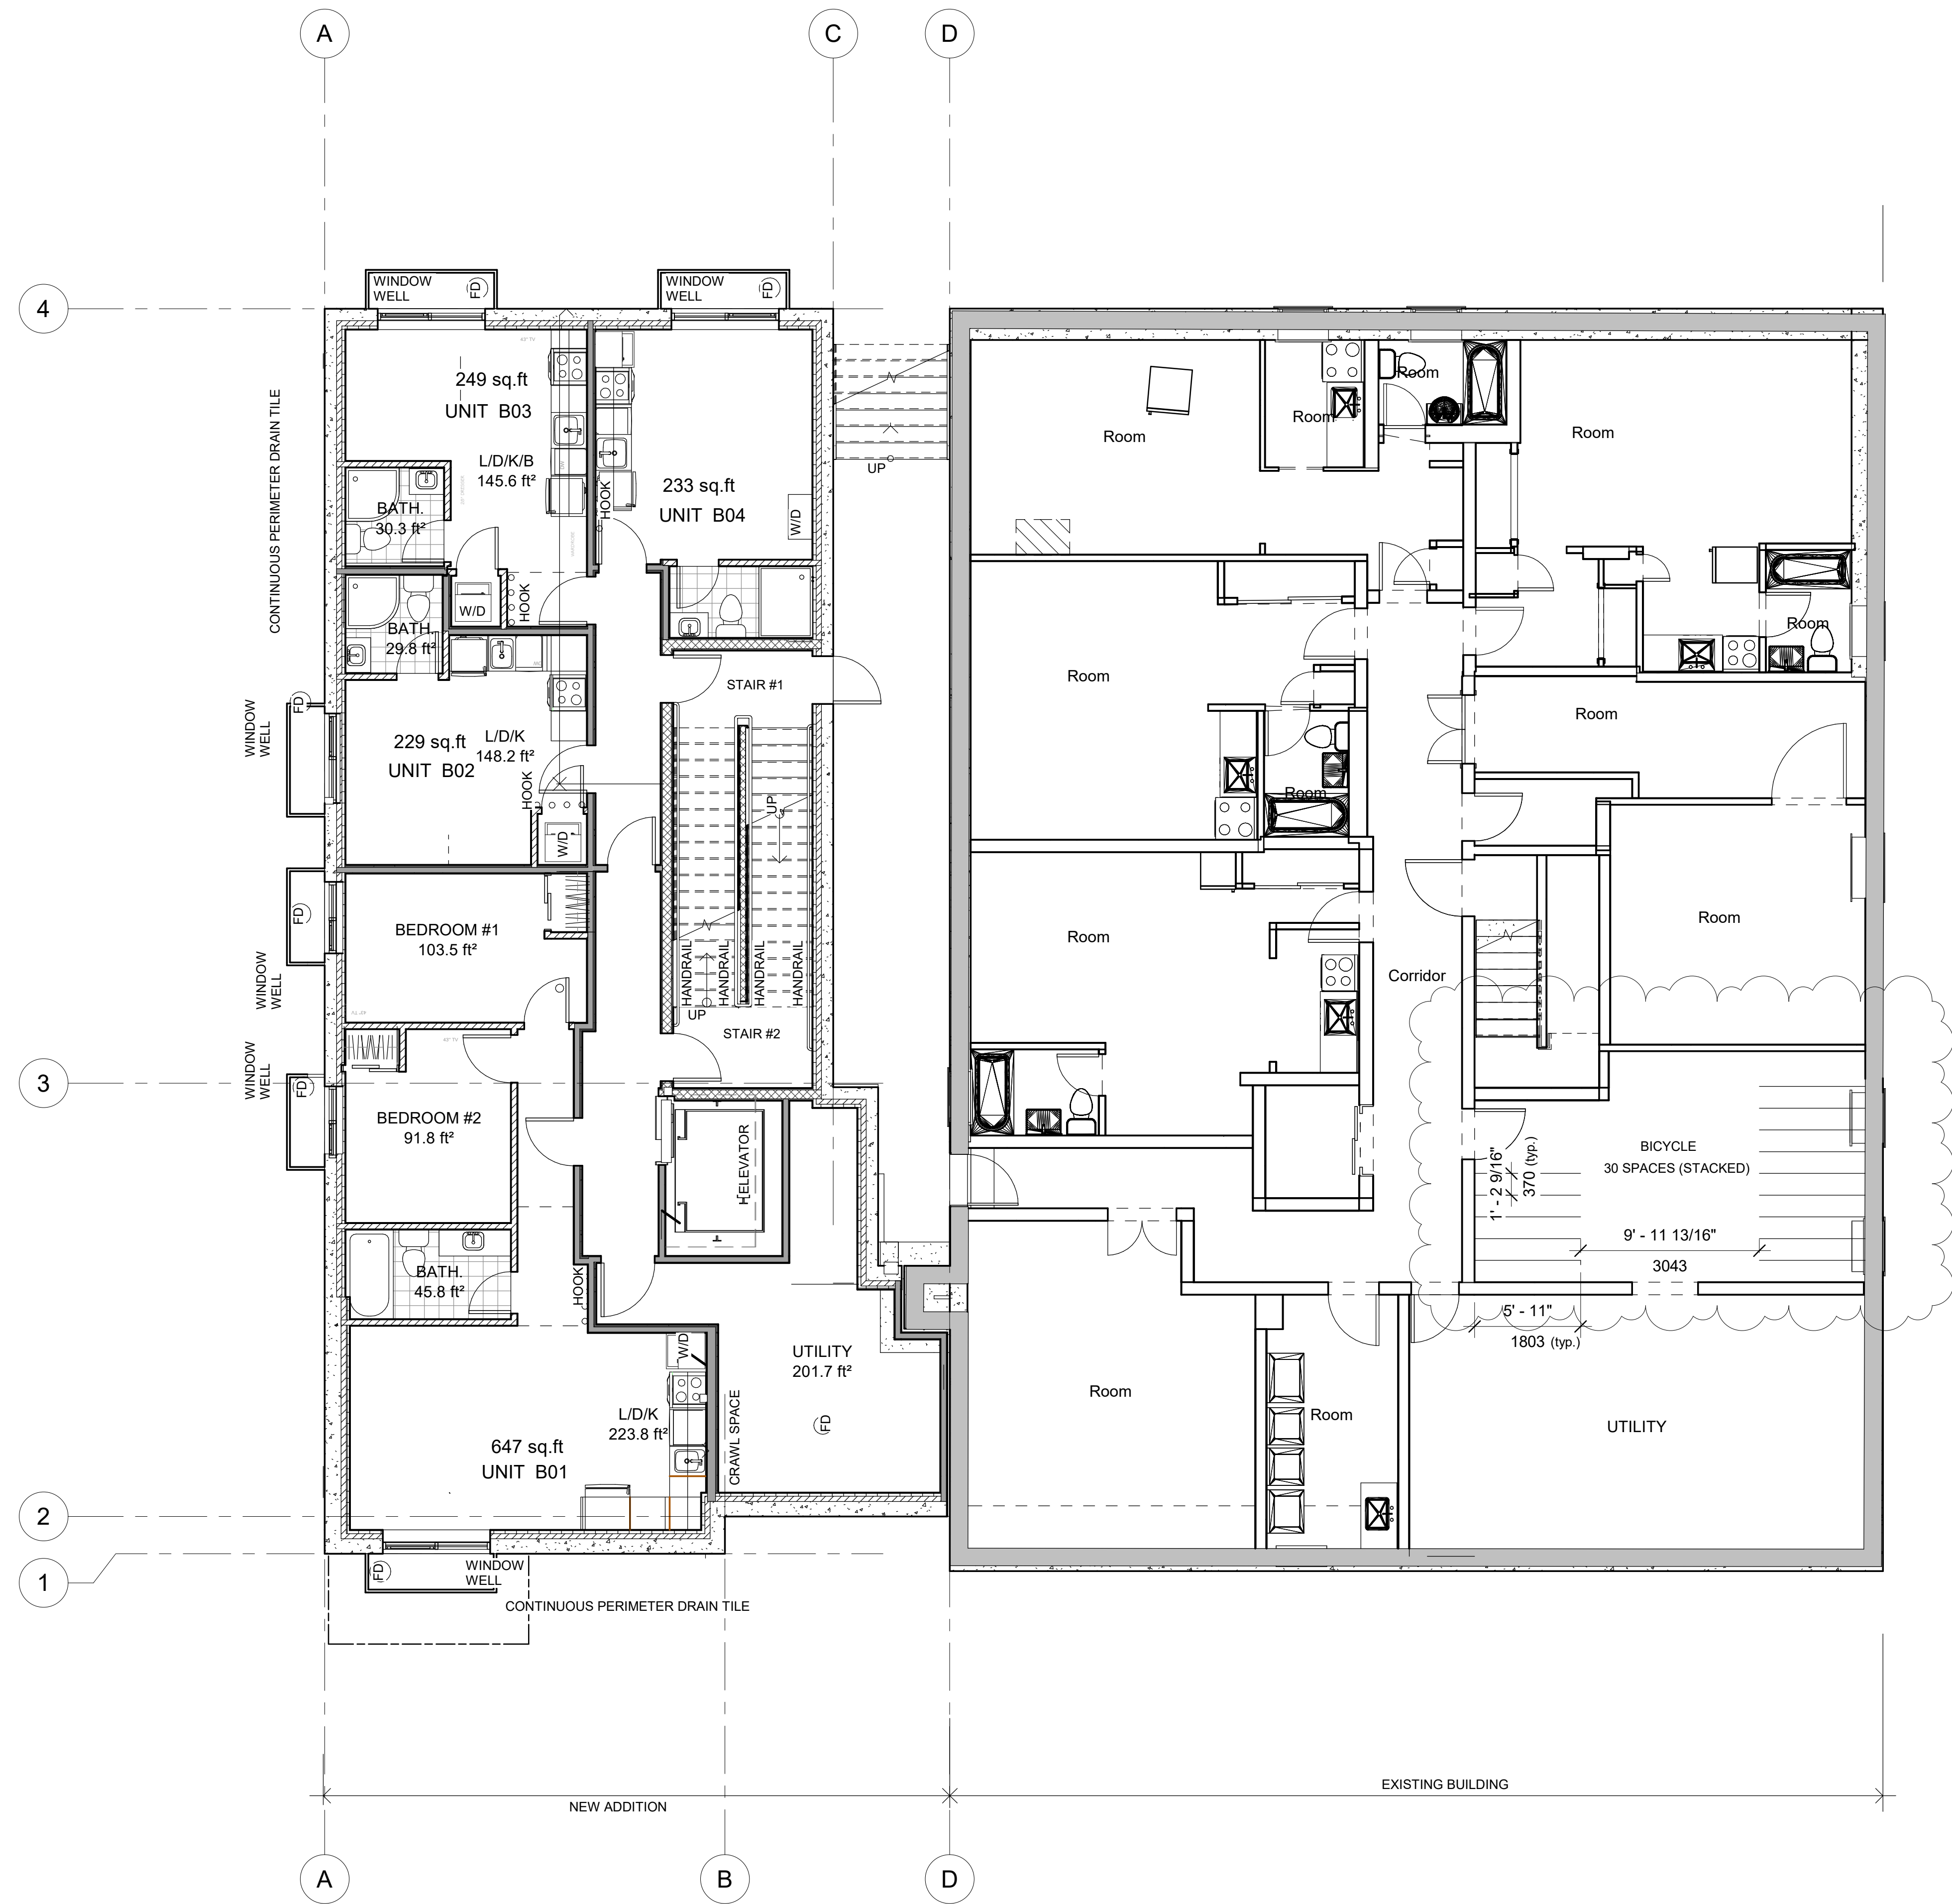 A
C
D
4
WINDOW
WELL
FD
WINDOW
WELL
FD
CONTINUOUS PERIMETER DRAIN TILE
43" TV
249 sq.ft
UNIT B03
L/D/K/B
145.6 ft²
BATH.
30.3 ft²
W/D
HOOK
HOOK
233 sq.ft
UNIT B04
W/D
UP
BATH.
29.8 ft²
229 sq.ft
UNIT B02
L/D/K
148.2 ft²
HOOK
W/D
WINDOW
WELL
FD
STAIR #1
UP
HANDRAIL
HANDRAIL
HANDRAIL
HANDRAIL
UP
STAIR #2
WINDOW
WELL
FD
BEDROOM #1
103.5 ft²
43" TV
43" TV
3
WINDOW
WELL
FD
BEDROOM #2
91.8 ft²
ELEVATOR
BATH.
45.8 ft²
HOOK
W/D
UTILITY
201.7 ft²
FD
CRAWL SPACE
L/D/K
223.8 ft²
647 sq.ft
UNIT B01
2
1
FD
WINDOW
WELL
CONTINUOUS PERIMETER DRAIN TILE
Room
Room
Room
Room
Room
Room
Room
Room
Room
Room
Corridor
Room
BICYCLE
30 SPACES (STACKED)
1' - 2 9/16"
370 (typ.)
9' - 11 13/16"
3043
5' - 11"
1803 (typ.)
Room
Room
UTILITY
NEW ADDITION
EXISTING BUILDING
A
B
D